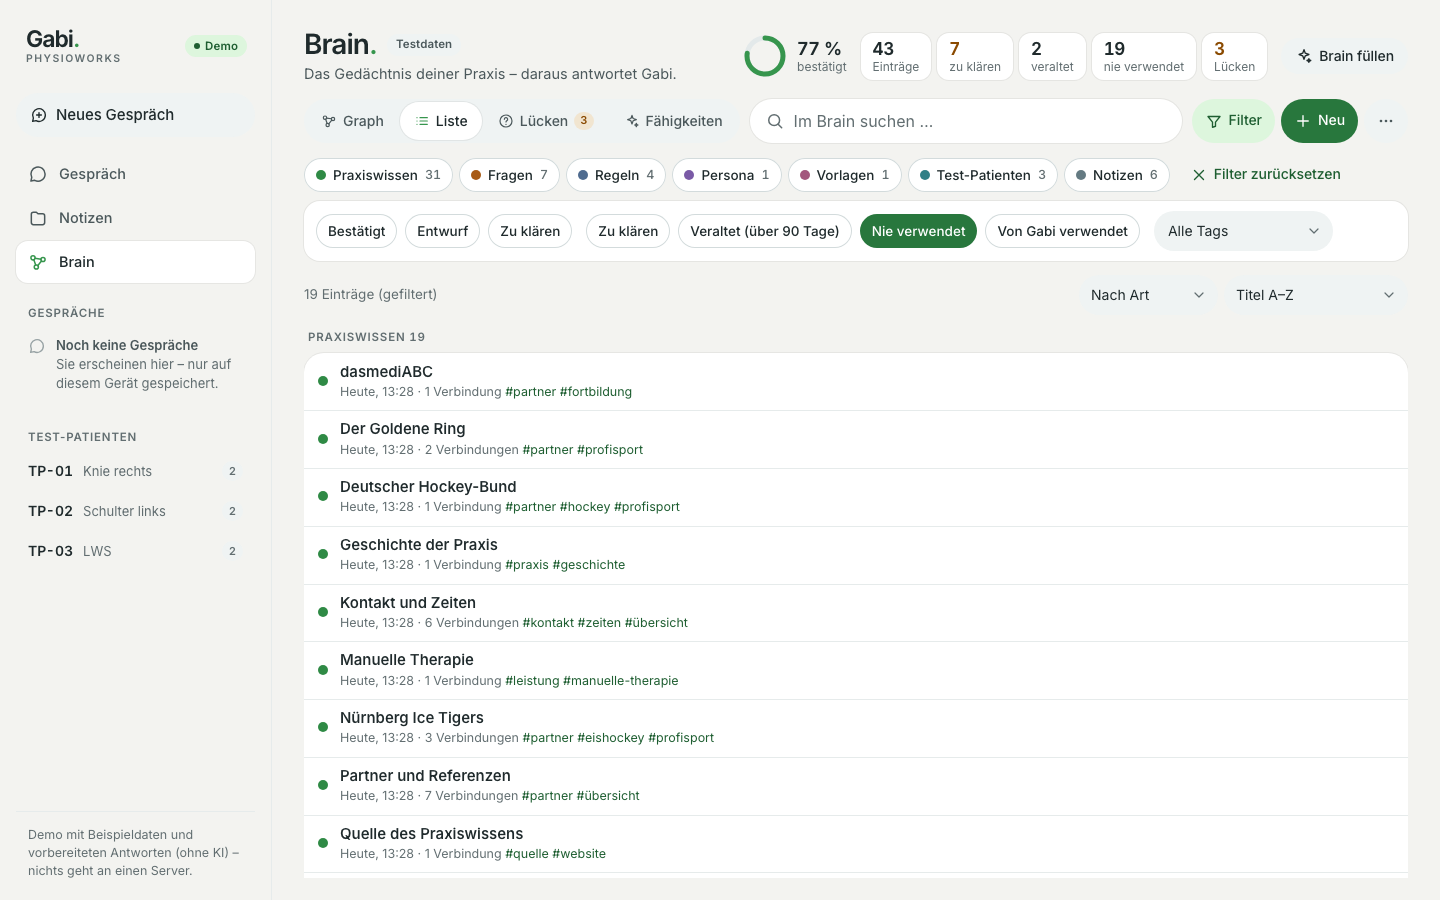 Gabi.
PHYSIOWORKS
Demo
Neues Gespräch
Gespräch
Notizen
Brain
GESPRÄCHE
Noch keine Gespräche
Sie erscheinen hier – nur auf
diesem Gerät gespeichert.
TEST-PATIENTEN
TP-01 Knie rechts 2
TP-02 Schulter links 2
TP-03 LWS 2
Demo mit Beispieldaten und
vorbereiteten Antworten (ohne KI) –
nichts geht an einen Server.
Brain. Testdaten
Das Gedächtnis deiner Praxis – daraus antwortet Gabi.
77 % bestätigt
43 Einträge
7 zu klären
2 veraltet
19 nie verwendet
3 Lücken
Brain füllen
Graph Liste Lücken 3 Fähigkeiten
Im Brain suchen ...
Filter
Neu
Praxiswissen 31 Fragen 7 Regeln 4 Persona 1 Vorlagen 1 Test-Patienten 3 Notizen 6 Filter zurücksetzen
Bestätigt Entwurf Zu klären Zu klären Veraltet (über 90 Tage) Nie verwendet Von Gabi verwendet Alle Tags
19 Einträge (gefiltert) Nach Art Titel A–Z
PRAXISWISSEN 19
dasmediABC
Heute, 13:28 · 1 Verbindung #partner #fortbildung
Der Goldene Ring
Heute, 13:28 · 2 Verbindungen #partner #profisport
Deutscher Hockey-Bund
Heute, 13:28 · 1 Verbindung #partner #hockey #profisport
Geschichte der Praxis
Heute, 13:28 · 1 Verbindung #praxis #geschichte
Kontakt und Zeiten
Heute, 13:28 · 6 Verbindungen #kontakt #zeiten #übersicht
Manuelle Therapie
Heute, 13:28 · 1 Verbindung #leistung #manuelle-therapie
Nürnberg Ice Tigers
Heute, 13:28 · 3 Verbindungen #partner #eishockey #profisport
Partner und Referenzen
Heute, 13:28 · 7 Verbindungen #partner #übersicht
Quelle des Praxiswissens
Heute, 13:28 · 1 Verbindung #quelle #website